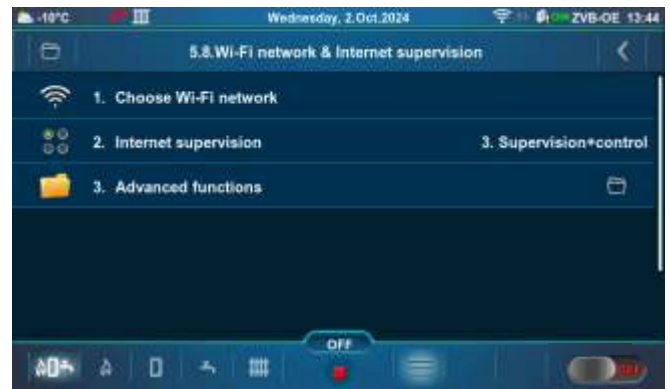 -10°C Wednesday, 2.Oct.2024 ZVB-OE 13:44
5.8.Wi-Fi network & Internet supervision
1. Choose Wi-Fi network
2. Internet supervision 3. Supervision+control
3. Advanced functions
OFF
OFF